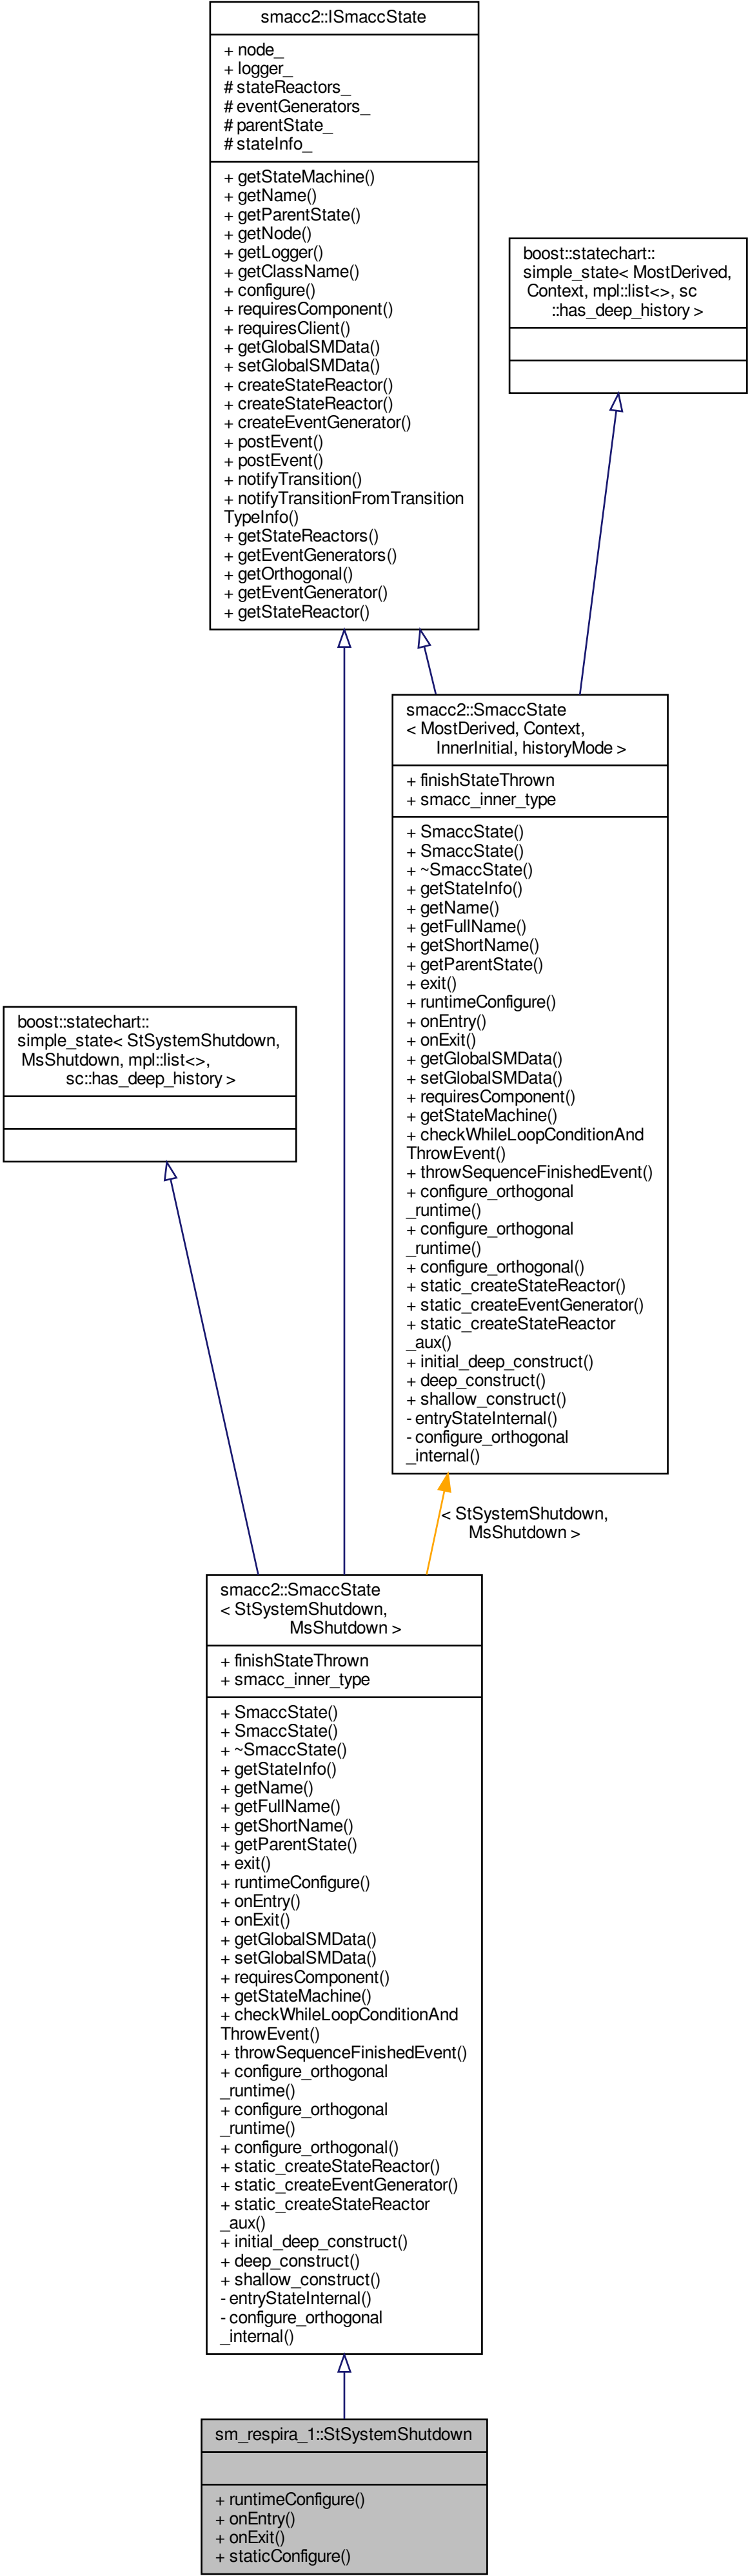 smacc2::ISmaccState
+ node_
+ logger_
# stateReactors_
# eventGenerators_
# parentState_
# stateInfo_
+ getStateMachine()
+ getName()
+ getParentState()
+ getNode()
+ getLogger()
+ getClassName()
+ configure()
+ requiresComponent()
+ requiresClient()
+ getGlobalSMData()
+ setGlobalSMData()
+ createStateReactor()
+ createStateReactor()
+ createEventGenerator()
+ postEvent()
+ postEvent()
+ notifyTransition()
+ notifyTransitionFromTransition
TypeInfo()
+ getStateReactors()
+ getEventGenerators()
+ getOrthogonal()
+ getEventGenerator()
+ getStateReactor()
boost::statechart::
simple_state< MostDerived,
Context, mpl::list<>, sc
::has_deep_history >
smacc2::SmaccState
< MostDerived, Context,
InnerInitial, historyMode >
+ finishStateThrown
+ smacc_inner_type
+ SmaccState()
+ SmaccState()
+ ~SmaccState()
+ getStateInfo()
+ getName()
+ getFullName()
+ getShortName()
+ getParentState()
+ exit()
+ runtimeConfigure()
+ onEntry()
+ onExit()
+ getGlobalSMData()
+ setGlobalSMData()
+ requiresComponent()
+ getStateMachine()
+ checkWhileLoopConditionAnd
ThrowEvent()
+ throwSequenceFinishedEvent()
+ configure_orthogonal
_runtime()
+ configure_orthogonal
_runtime()
+ configure_orthogonal()
+ static_createStateReactor()
+ static_createEventGenerator()
+ static_createStateReactor
_aux()
+ initial_deep_construct()
+ deep_construct()
+ shallow_construct()
- entryStateInternal()
- configure_orthogonal
_internal()
boost::statechart::
simple_state< StSystemShutdown,
MsShutdown, mpl::list<>,
sc::has_deep_history >
< StSystemShutdown,
MsShutdown >
smacc2::SmaccState
< StSystemShutdown,
MsShutdown >
+ finishStateThrown
+ smacc_inner_type
+ SmaccState()
+ SmaccState()
+ ~SmaccState()
+ getStateInfo()
+ getName()
+ getFullName()
+ getShortName()
+ getParentState()
+ exit()
+ runtimeConfigure()
+ onEntry()
+ onExit()
+ getGlobalSMData()
+ setGlobalSMData()
+ requiresComponent()
+ getStateMachine()
+ checkWhileLoopConditionAnd
ThrowEvent()
+ throwSequenceFinishedEvent()
+ configure_orthogonal
_runtime()
+ configure_orthogonal
_runtime()
+ configure_orthogonal()
+ static_createStateReactor()
+ static_createEventGenerator()
+ static_createStateReactor
_aux()
+ initial_deep_construct()
+ deep_construct()
+ shallow_construct()
- entryStateInternal()
- configure_orthogonal
_internal()
sm_respira_1::StSystemShutdown
+ runtimeConfigure()
+ onEntry()
+ onExit()
+ staticConfigure()